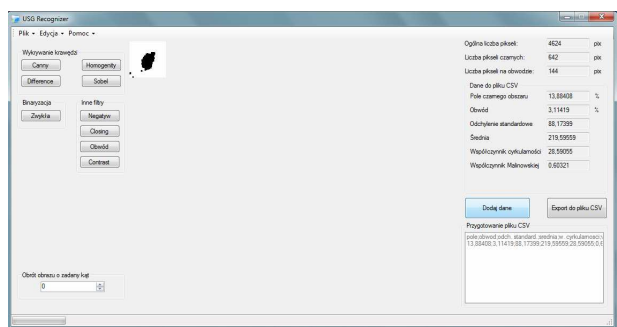 USG Recognizer
Plik Edycja Pomoc
Wykrywanie krawędzi
Canny Homogenity
Difference Sobel
Binaryzacja Inne filtry
Zwykła Negatyw
Closing
Obwód
Contrast
Obrót obrazu o zadany kąt
0
Ogólna liczba pikseli: 4624 pix
Liczba pikseli czarnych: 642 pix
Liczba pikseli na obwodzie: 144 pix
Dane do pliku CSV
Pole czarnego obszaru 13,88408 %
Obwód 3,11419 %
Odchylenie standardowe 88,17399
Średnia 219,59559
Współczynnik cyrkularności 28,59055
Współczynnik Malinowskiej 0,60321
Dodaj dane Export do pliku CSV
Przygotowanie pliku CSV
pole;obwod;odch. standard.;srednia;w. cyrkularnosci;
13,88408;3,11419;88,17399;219,59559;28,59055;0,6